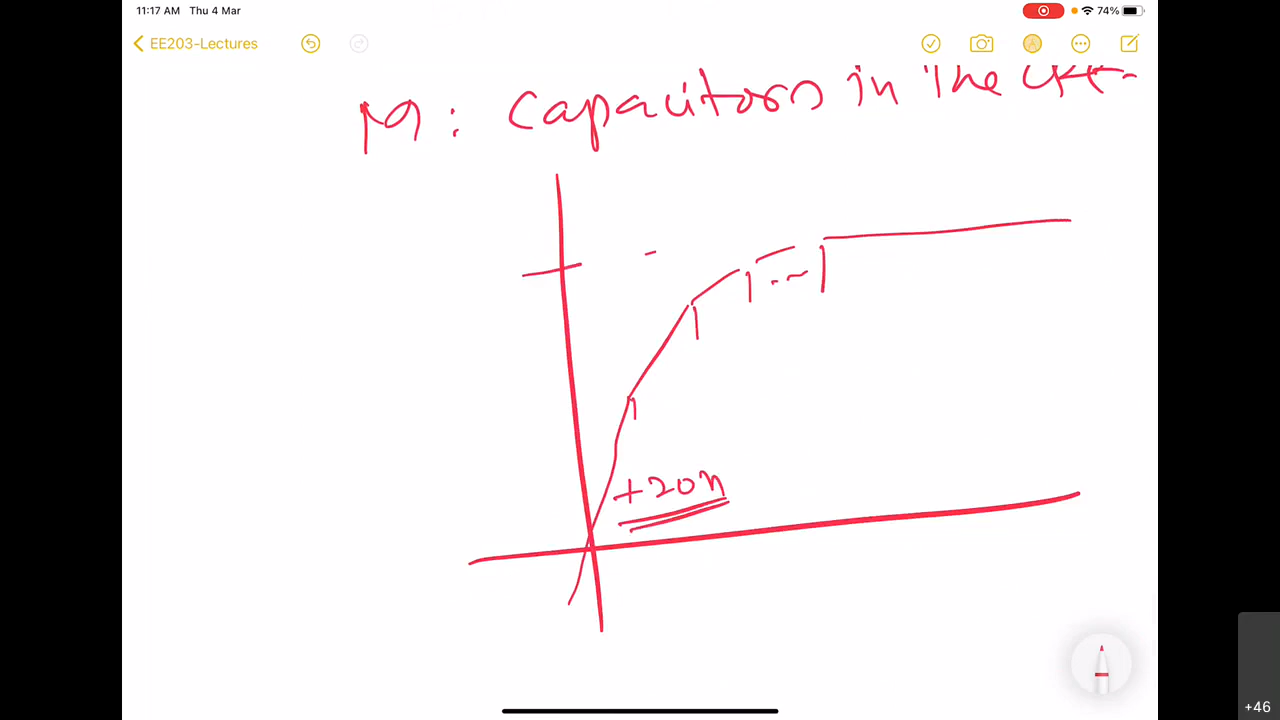 11:17 AM Thu 4 Mar
74%
EE203-Lectures
: Capacitors in the
+20n
+46